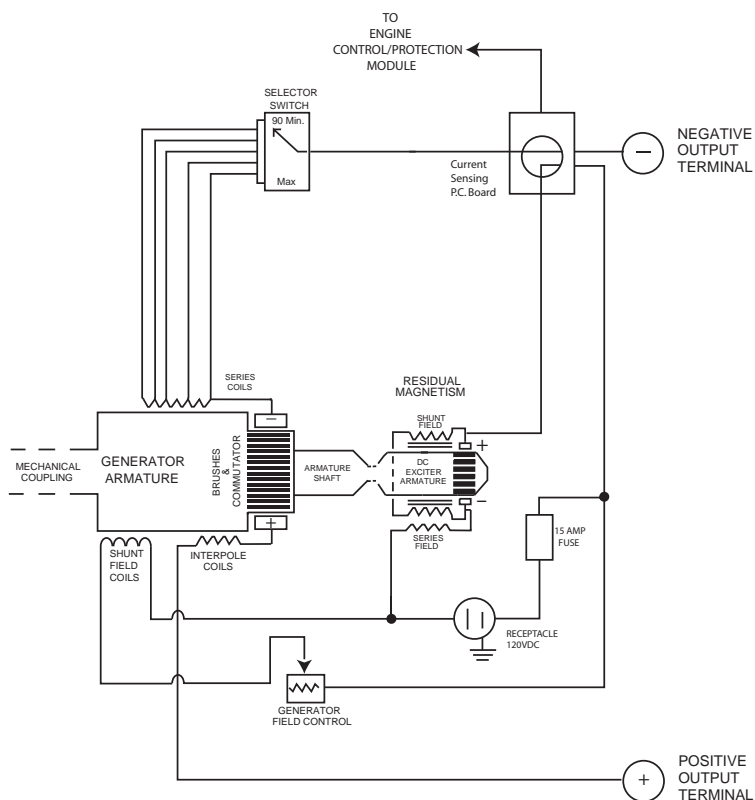 TO
ENGINE
CONTROL/PROTECTION
MODULE
SELECTOR
SWITCH
90 Min.
Max
Current
Sensing
P.C. Board
−
NEGATIVE
OUTPUT
TERMINAL
SERIES
COILS
−
MECHANICAL
COUPLING
GENERATOR
ARMATURE
BRUSHES
&
COMMUTATOR
+
ARMATURE
SHAFT
RESIDUAL
MAGNETISM
SHUNT
FIELD
+
DC
EXCITER
ARMATURE
−
SERIES
FIELD
15 AMP
FUSE
SHUNT
FIELD
COILS
INTERPOLE
COILS
RECEPTACLE
120VDC
GENERATOR
FIELD CONTROL
+
POSITIVE
OUTPUT
TERMINAL